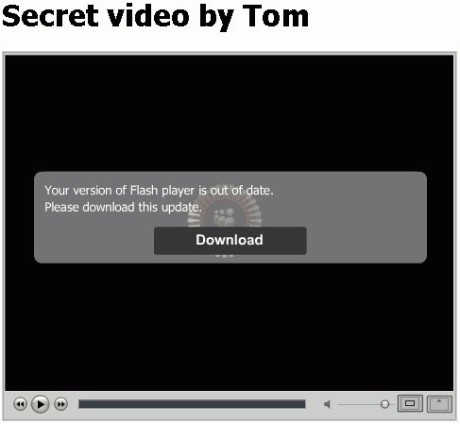 Secret video by Tom
Your version of Flash player is out of date.
Please download this update.
Download